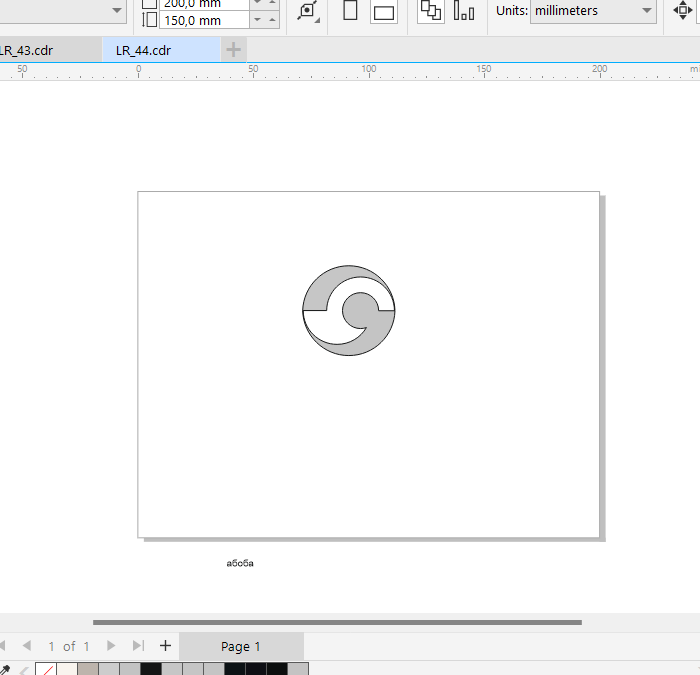 200,0 mm
150,0 mm
Units: millimeters
LR_43.cdr
LR_44.cdr
50 0 50 100 150 200
абоба
1 of 1
Page 1